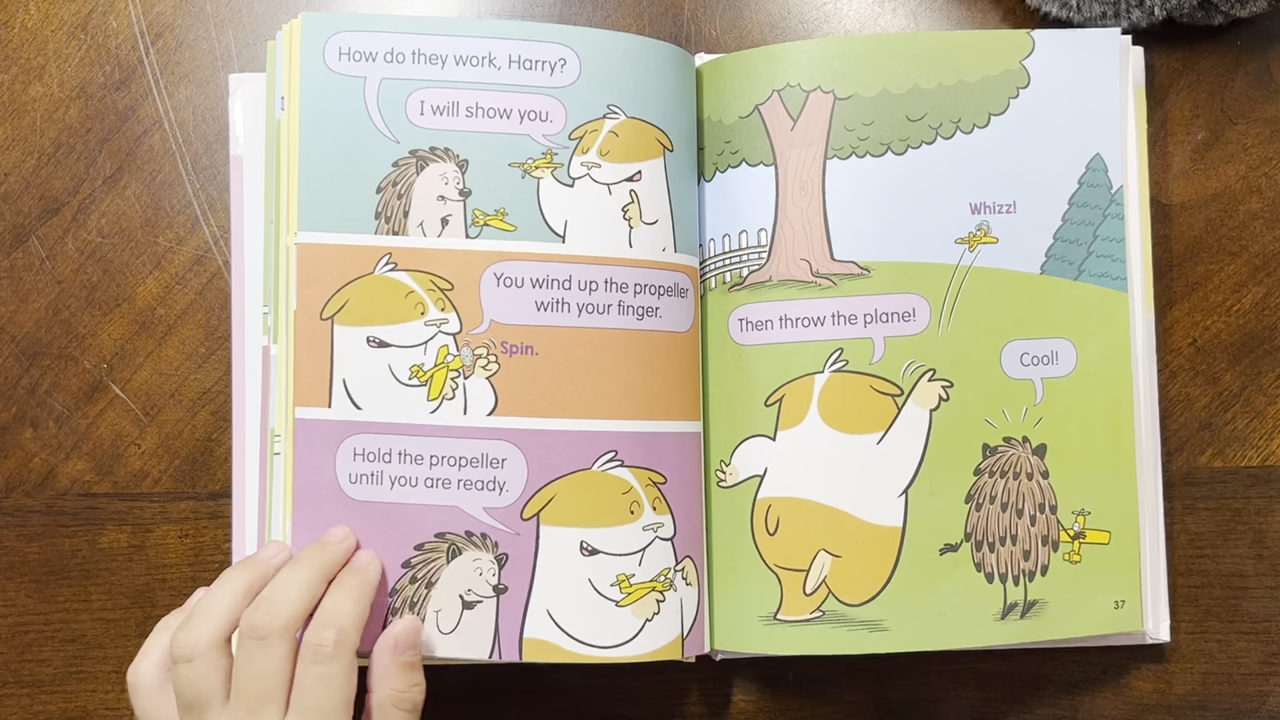 How do they work, Harry?
I will show you.
You wind up the propeller
with your finger.
Spin.
Hold the propeller
until you are ready.
Whizz!
Then throw the plane!
Cool!
37